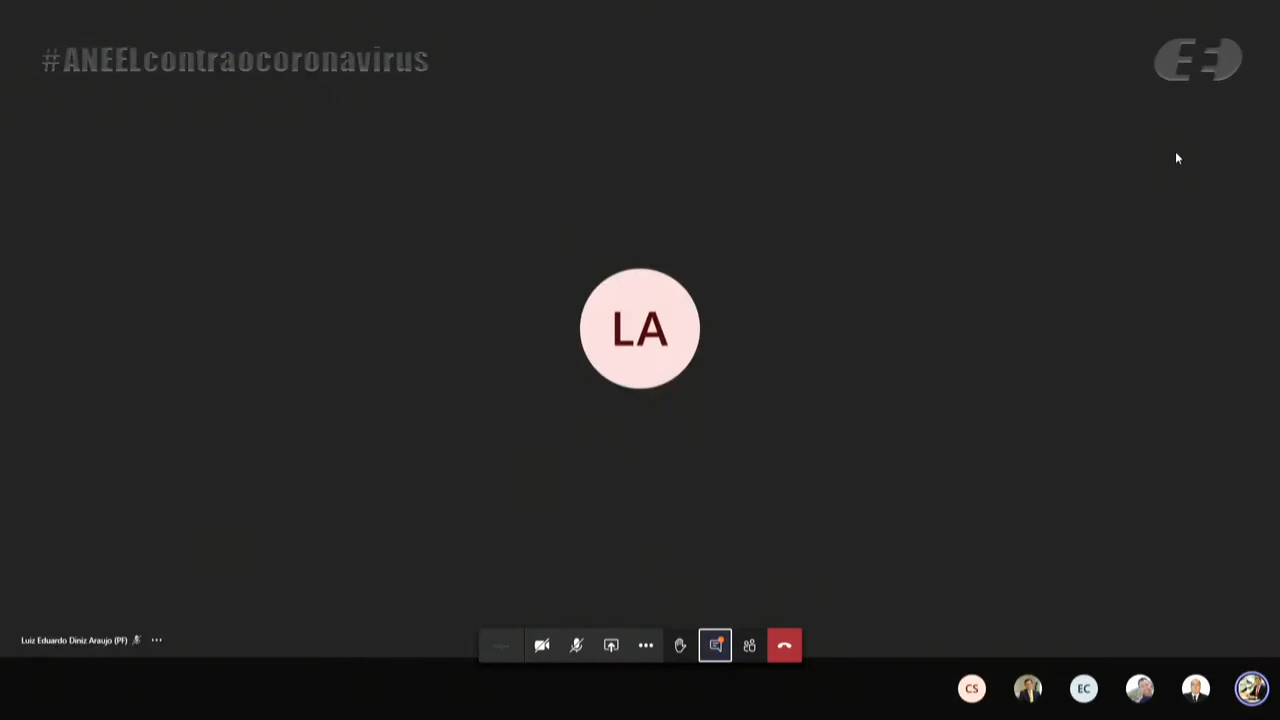 #ANEELcontraocoronavirus
LA
Luiz Eduardo Diniz Araujo (PF)
CS
EC